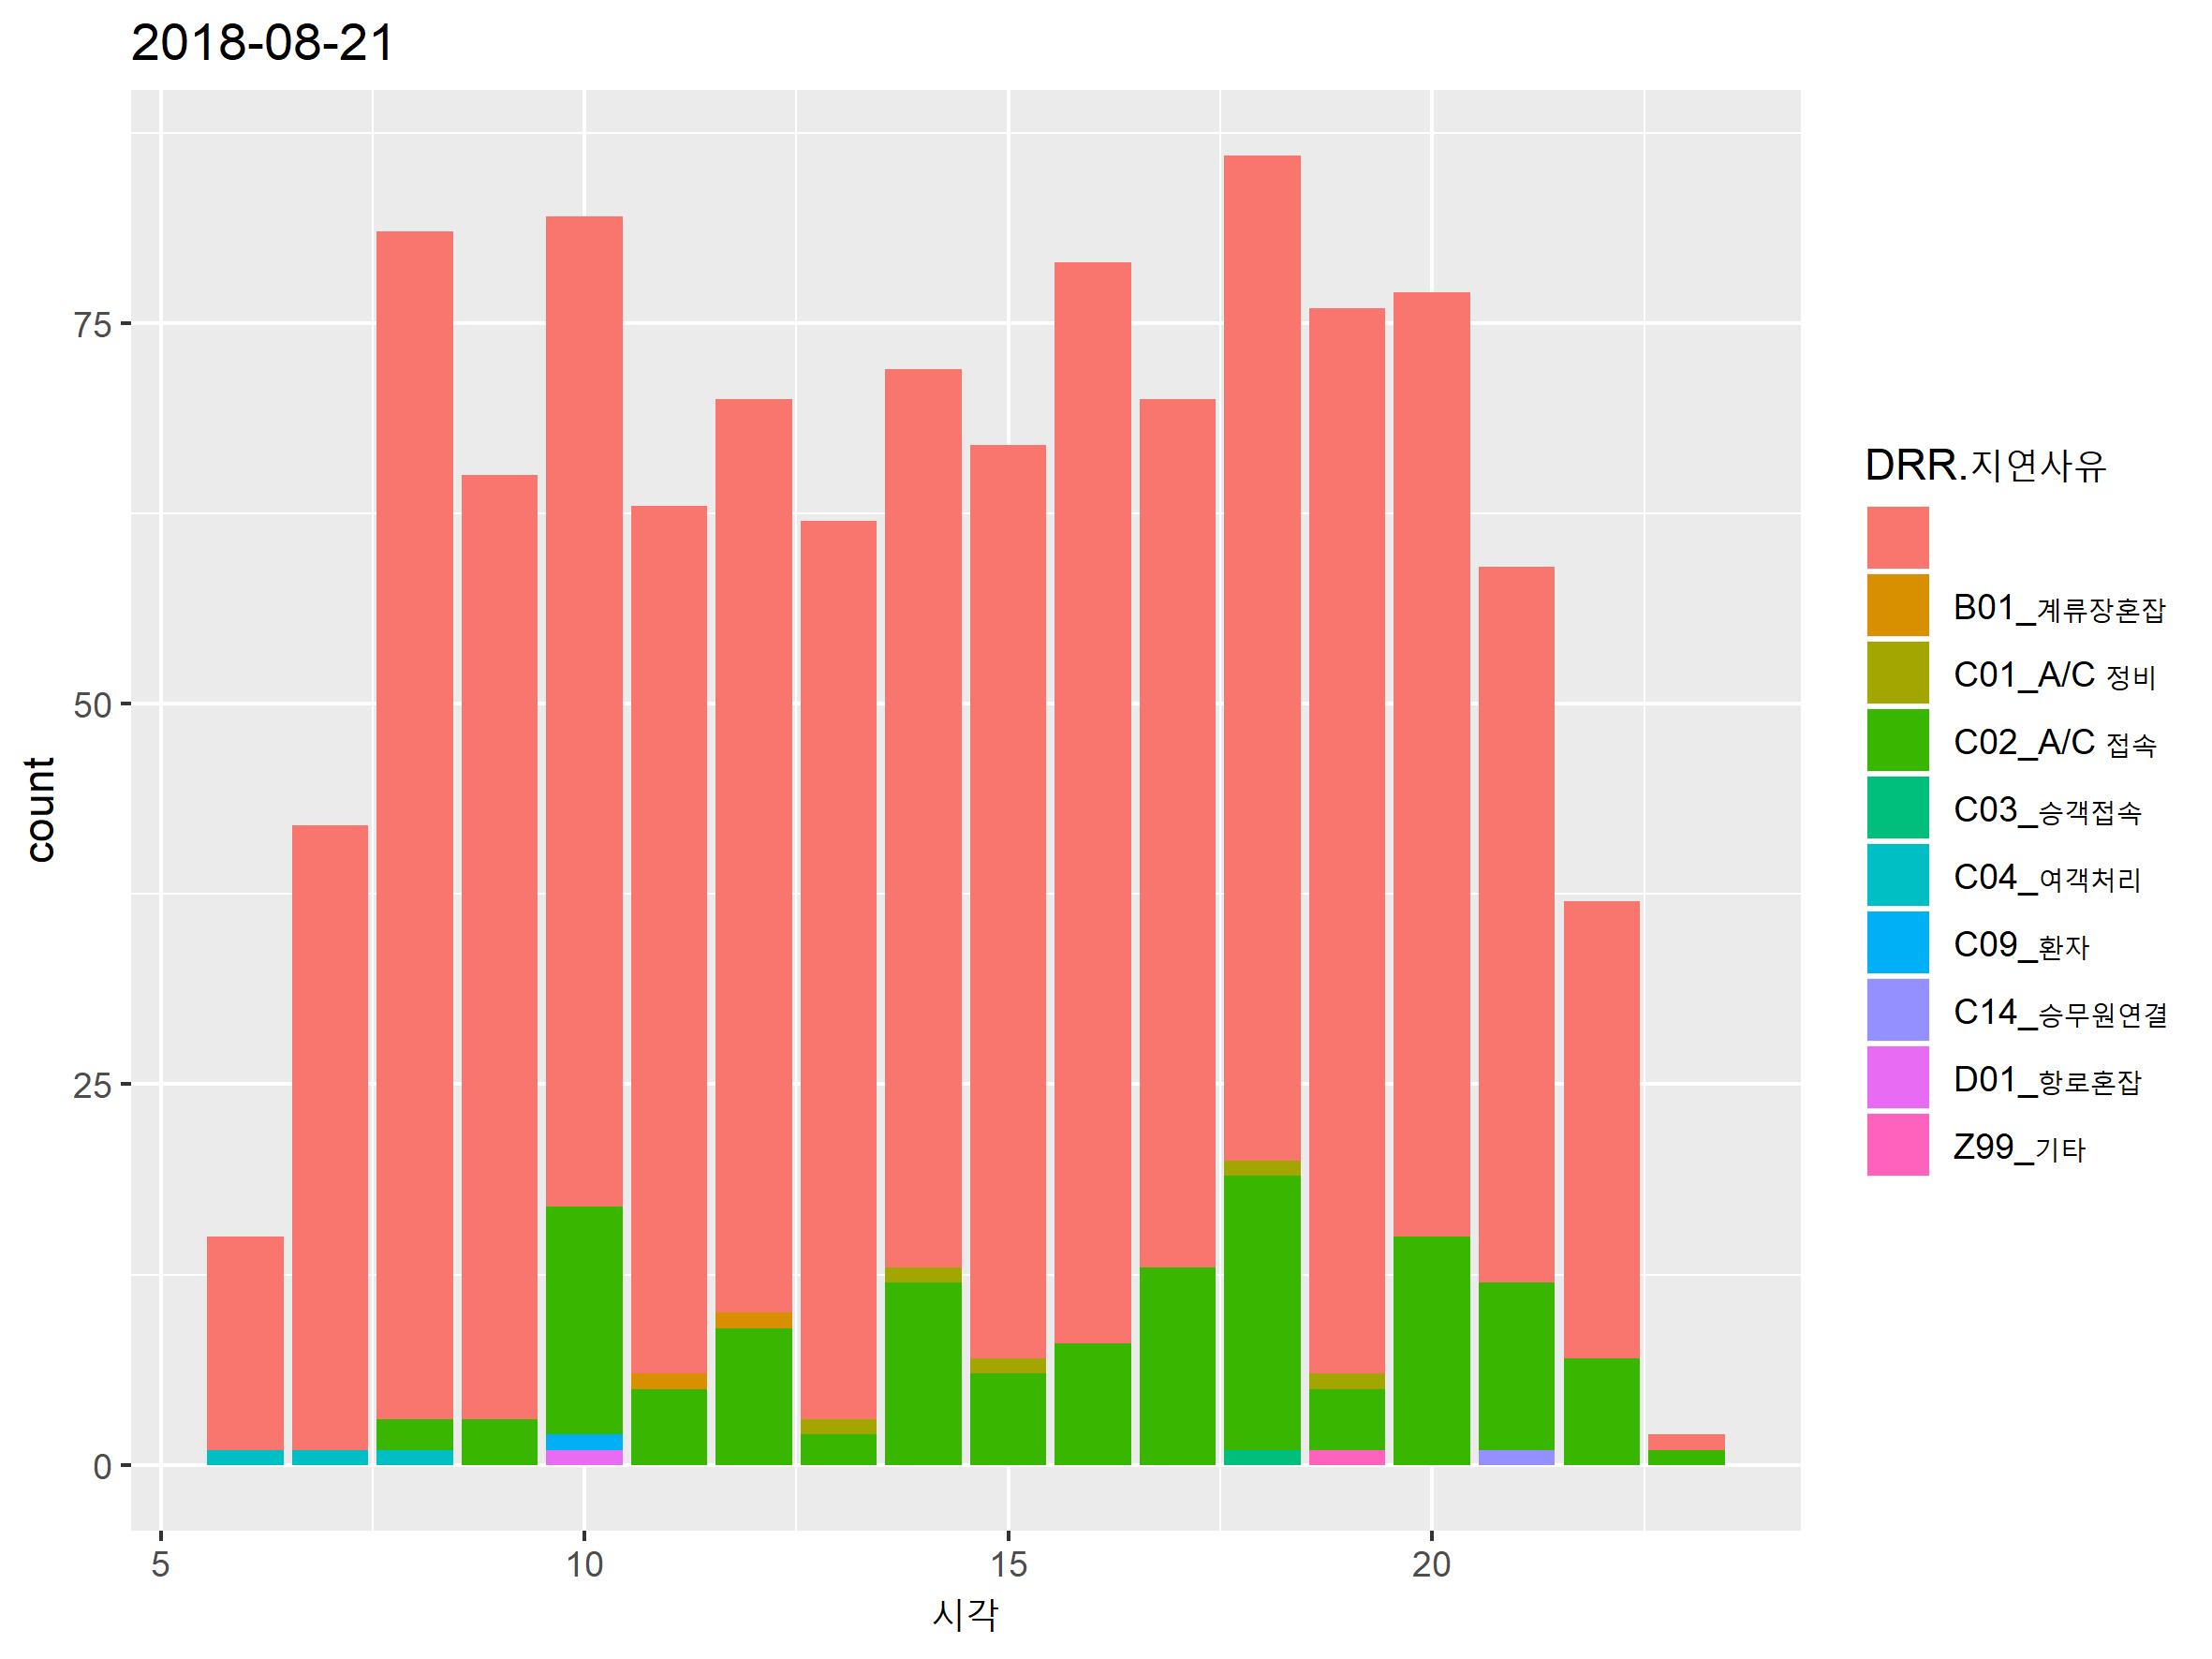 2018-08-21
count
75
50
25
0
5 10 15 20
시각
DRR.지연사유
B01_계류장혼잡
C01_A/C 정비
C02_A/C 접속
C03_승객접속
C04_여객처리
C09_환자
C14_승무원연결
D01_항로혼잡
Z99_기타